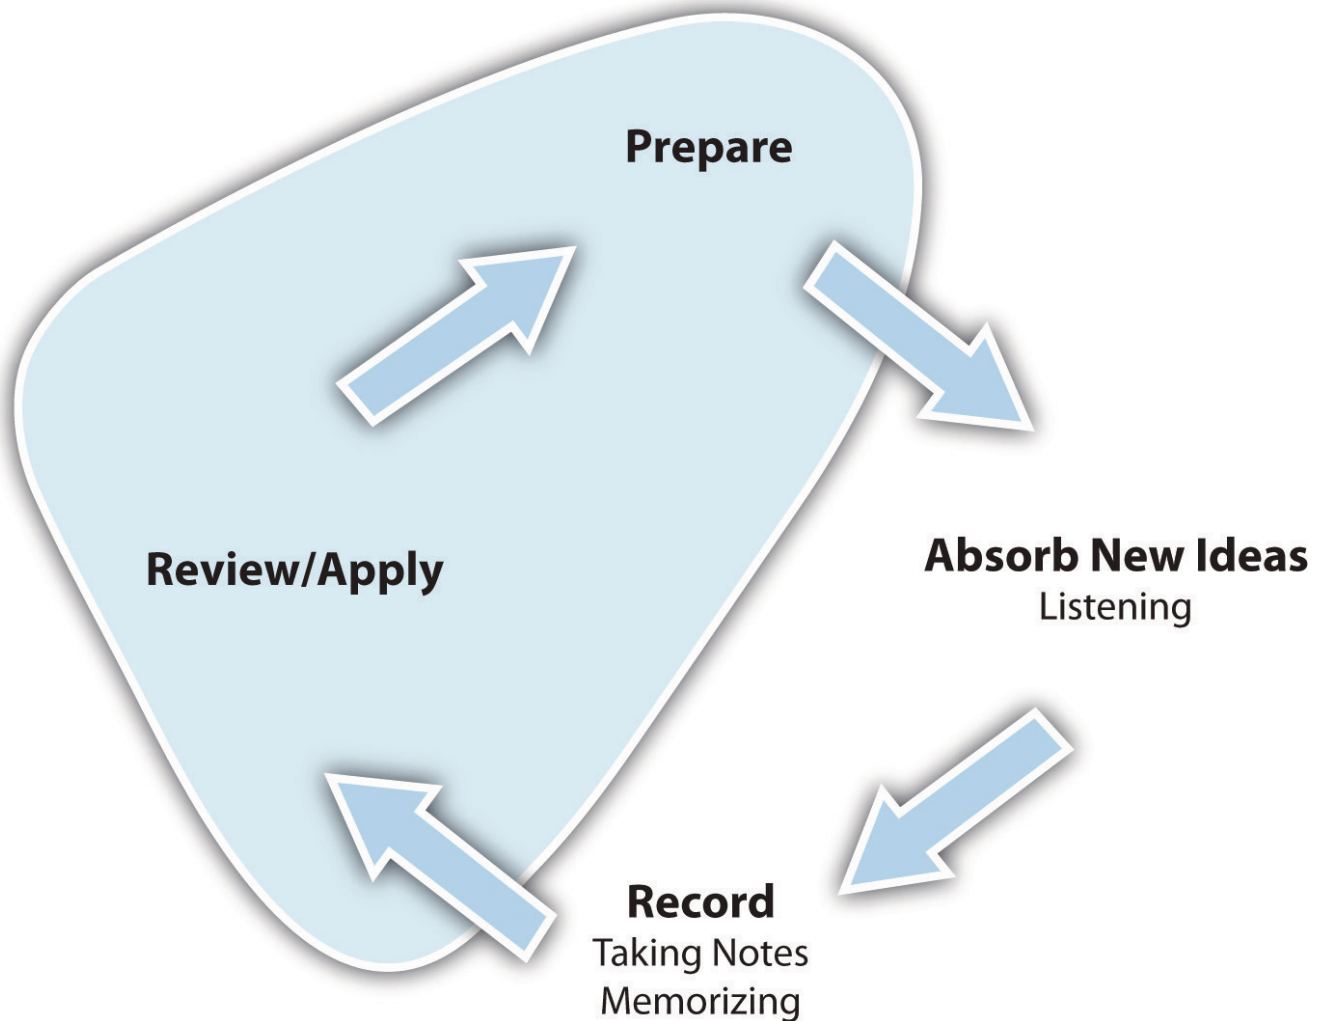 Prepare
Absorb New Ideas
Listening
Record
Taking Notes
Memorizing
Review/Apply